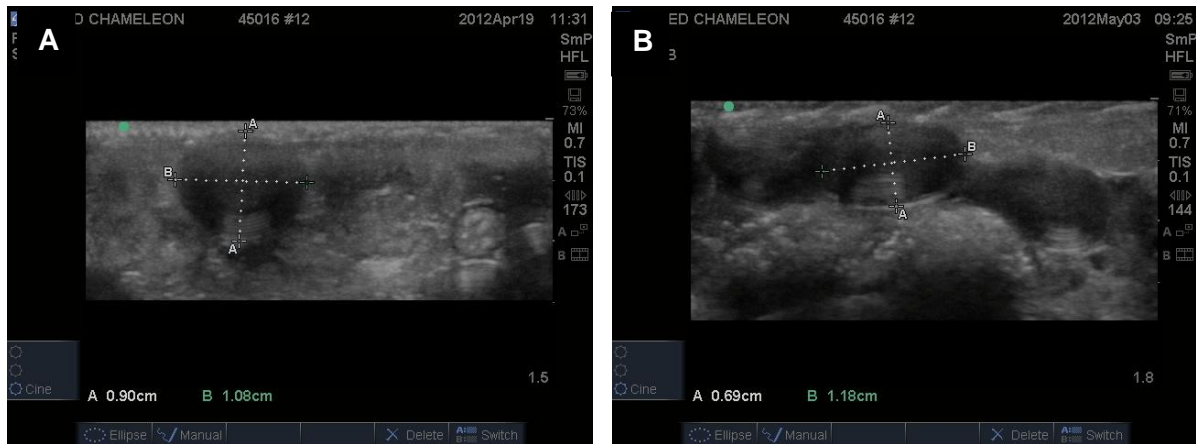 A
D CHAMELEON 45016 #12 2012Apr19 11:31
SmP
HFL
73%
MI
0.7
TIS
0.1
173
A
B
A
B
A
1.5
A 0.90cm B 1.08cm
Cine
Ellipse Manual Delete A: B: Switch
B
ED CHAMELEON 45016 #12 2012May03 09:25
SmP
HFL
71%
MI
0.7
TIS
0.1
144
A
B
A
B
A
1.8
A 0.69cm B 1.18cm
Cine
Ellipse Manual Delete A: B: Switch